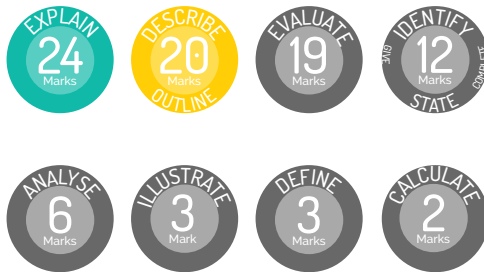 EXPLAIN
24
Marks
DESCRIBE
20
Marks
OUTLINE
EVALUATE
19
Marks
IDENTIFY
GIVE
12
COMPLETE
Marks
STATE
ANALYSE
6
Marks
ILLUSTRATE
3
Mark
DEFINE
3
Marks
CALCULATE
2
Marks